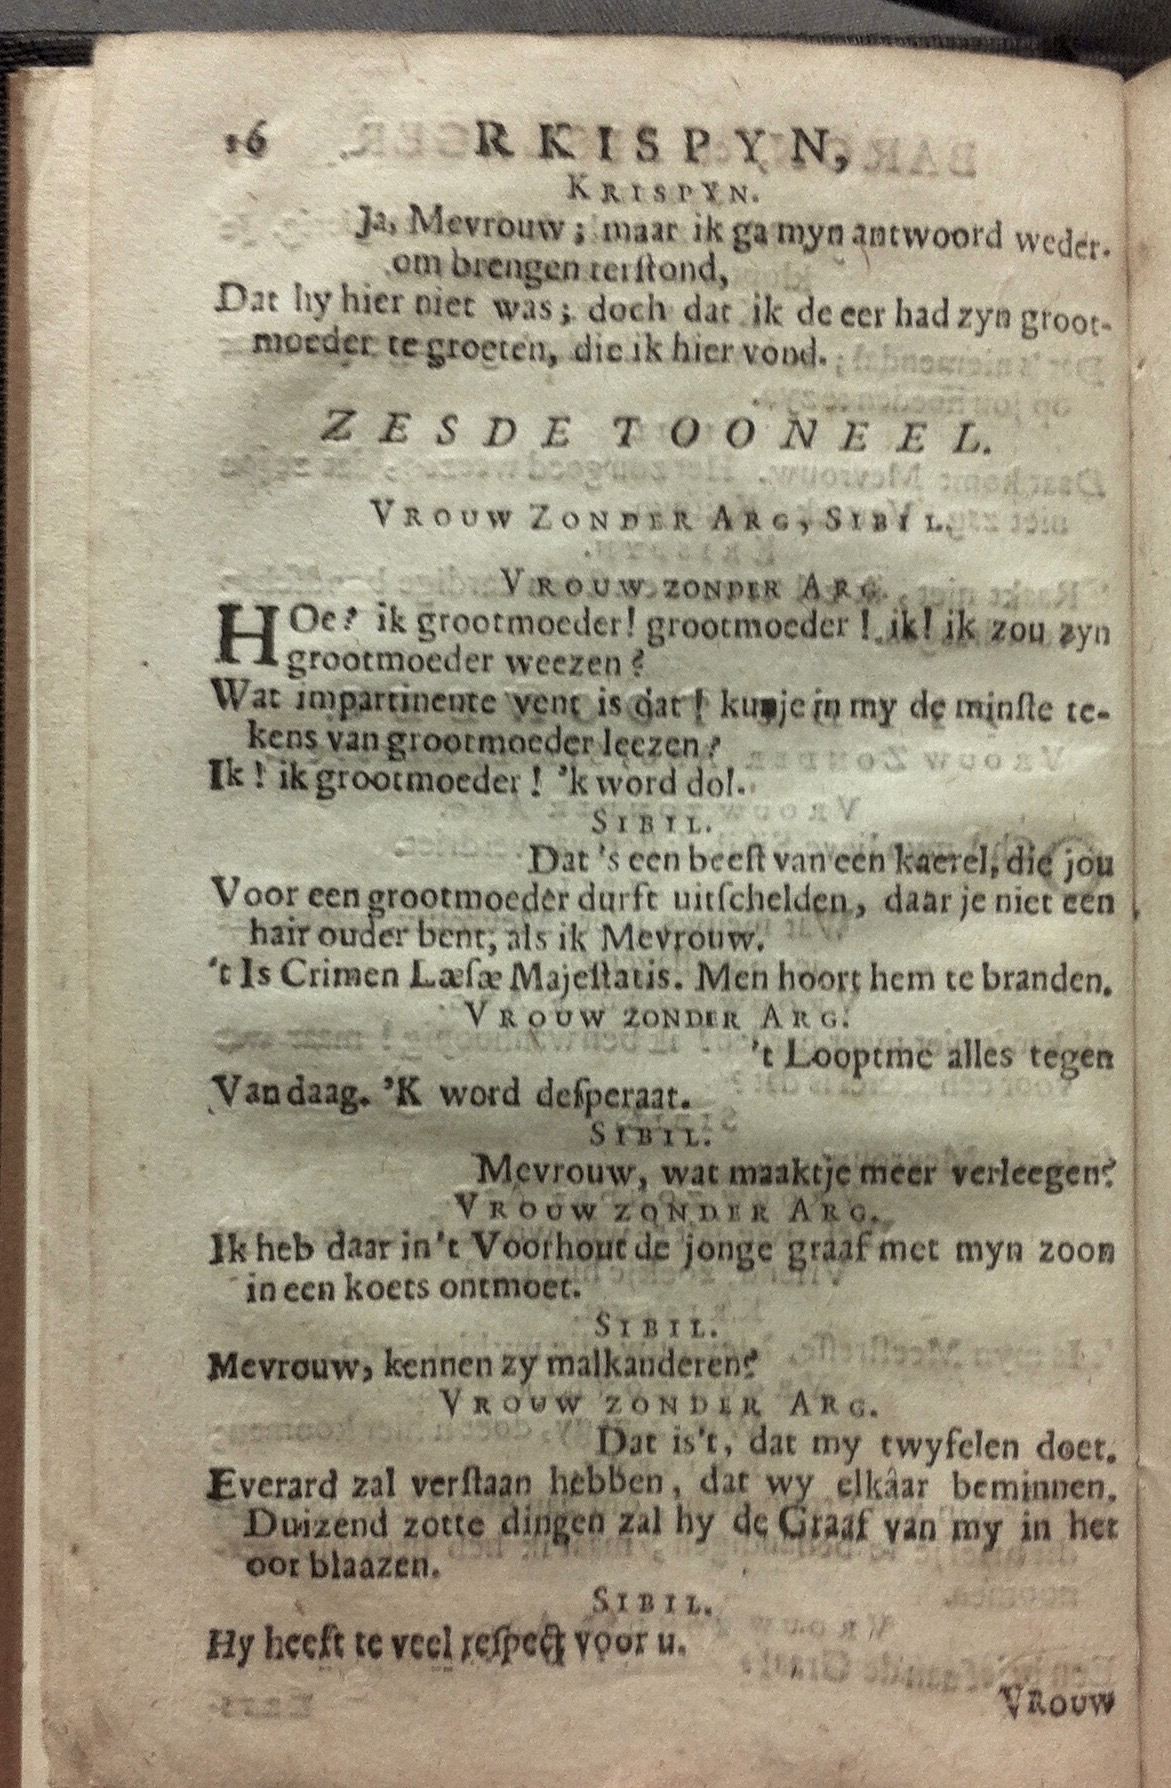 16 RKISPYN,
KRISPYN.
Ja, Mevrouw; maar ik ga myn antwoord weder-
om brengen terſtond,
Dat hy hier niet was; doch dat ik de eer had zyn groot-
moeder te groeten, die ik hier vond.
ZESDE TOONEEL.
VROUW ZONDER ARG, SIBIL.
VROUW ZONDER ARG.
HOe? ik grootmoeder! grootmoeder! ik! ik zou zyn
grootmoeder weezen?
Wat impartinente vent is dat! kunje in my de minſte te-
kens van grootmoeder leezen?
Ik! ik grootmoeder! 'k word dol.
SIBIL.
Dat 's een beeſt van een kaerel, die jou
Voor een grootmoeder durft uitſchelden, daar je niet een
hair ouder bent, als ik Mevrouw.
't Is Crimen Læſæ Majeſtatis. Men hoort hem te branden.
VROUW ZONDER ARG.
't Looptme alles tegen
Vandaag. 'K word deſperaat.
SIBIL.
Mevrouw, wat maaktje meer verleegen?
VROUW ZONDER ARG.
Ik heb daar in 't Voorhout de jonge graaf met myn zoon
in een koets ontmoet.
SIBIL.
Mevrouw, kennen zy malkanderen?
VROUW ZONDER ARG.
Dat is't, dat my twyfelen doet.
Everard zal verſtaan hebben, dat wy elkâar beminnen.
Duizend zotte dingen zal hy de Graaf van my in het
oor blaazen.
SIBIL.
Hy heeft te veel reſpect voor u.
VROUW